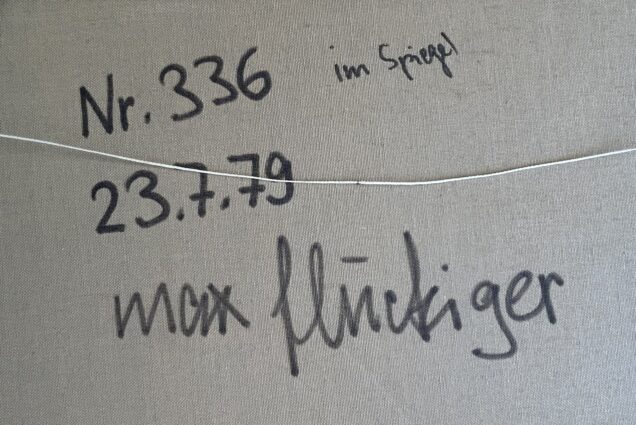 Nr. 336 im Spiegel
23.7.79
max flückiger